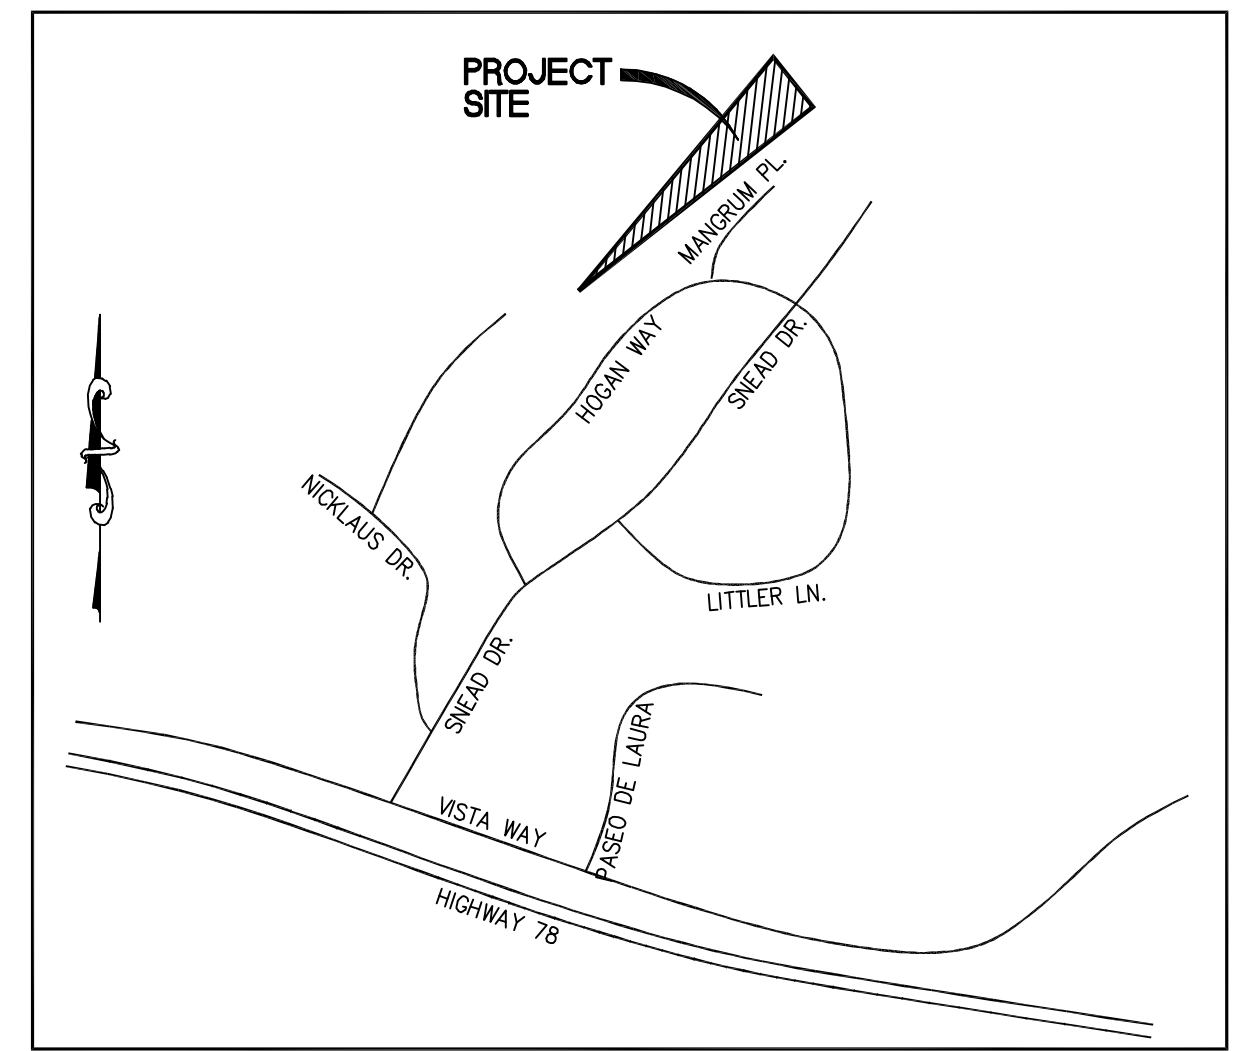 PROJECT
SITE
MANGRUM PL.
HOGAN WAY
SNEAD DR.
NICKLAUS DR.
LITTLER LN.
SNEAD DR.
PASEO DE LAURA
VISTA WAY
HIGHWAY 78